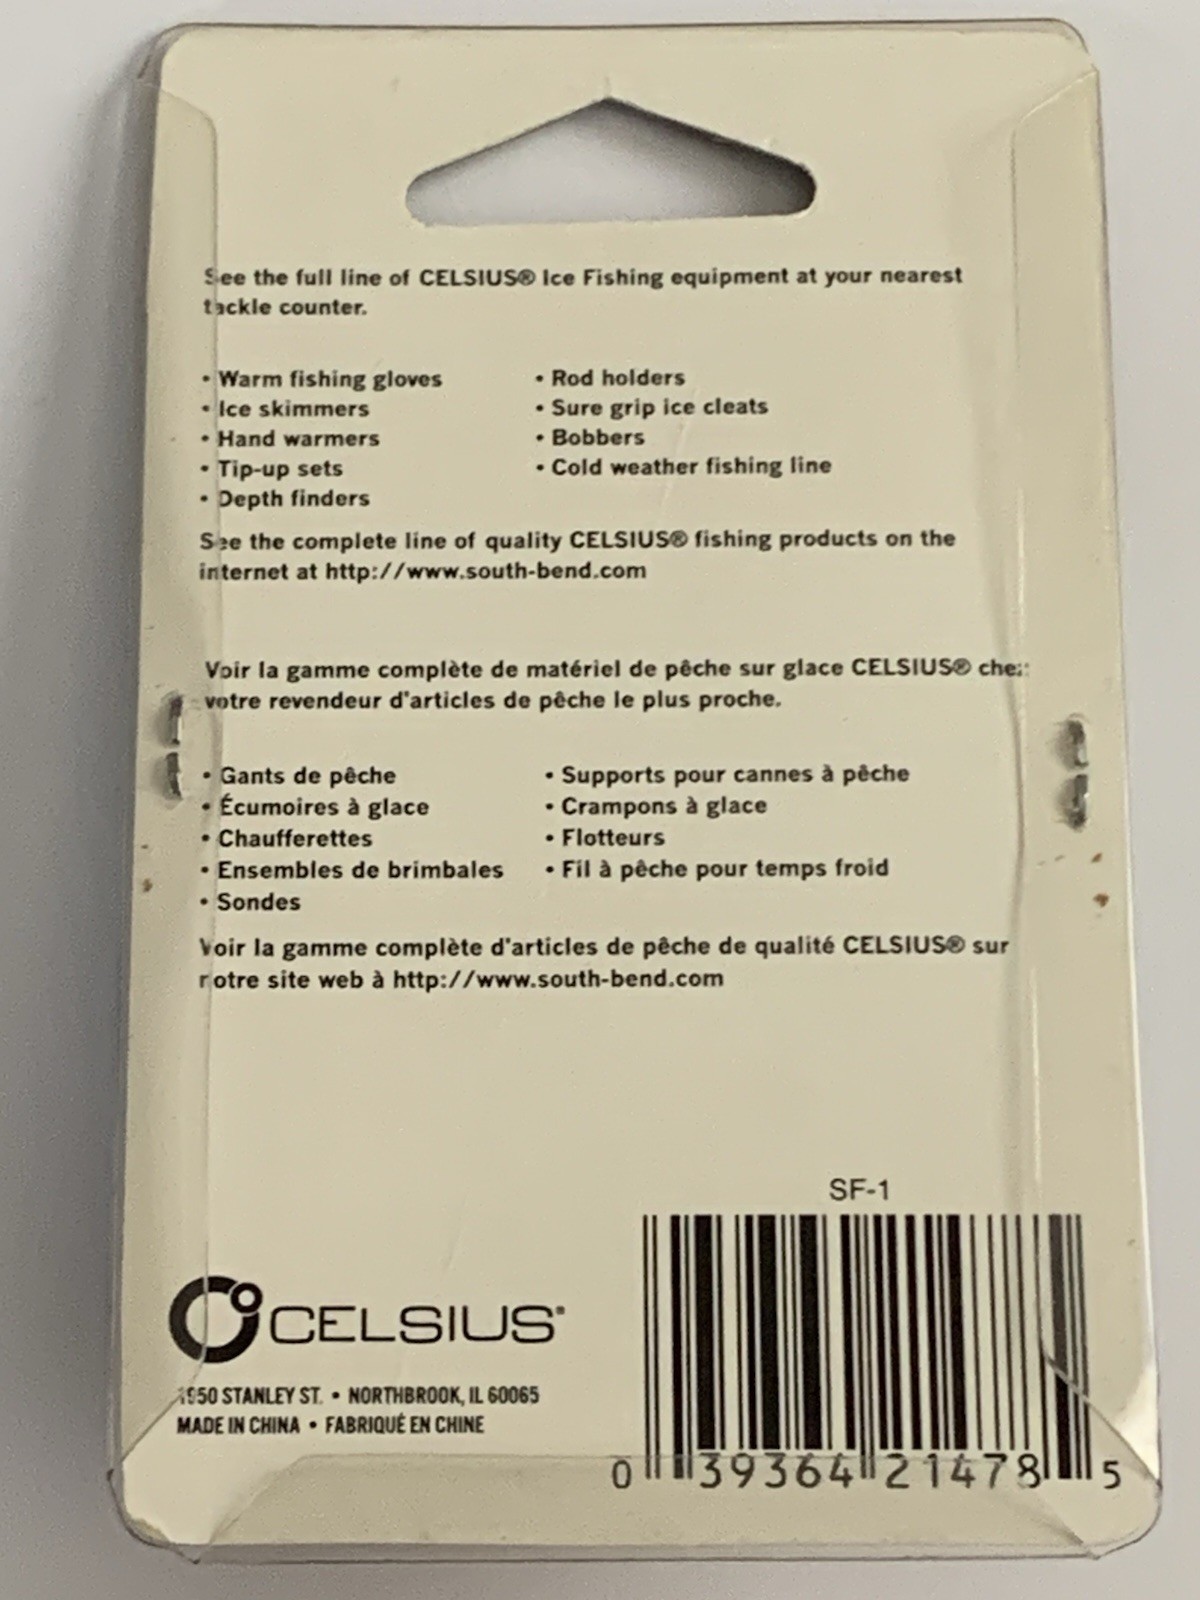 See the full line of CELSIUS® Ice Fishing equipment at your nearest
tackle counter.
• Warm fishing gloves
• Ice skimmers
• Hand warmers
• Tip-up sets
• Depth finders
• Rod holders
• Sure grip ice cleats
• Bobbers
• Cold weather fishing line
See the complete line of quality CELSIUS® fishing products on the
internet at http://www.south-bend.com
Voir la gamme complète de matériel de pêche sur glace CELSIUS® chez
votre revendeur d'articles de pêche le plus proche.
• Gants de pêche
• Écumoires à glace
• Chaufferettes
• Ensembles de brimbales
• Sondes
• Supports pour cannes à pêche
• Crampons à glace
• Flotteurs
• Fil à pêche pour temps froid
Voir la gamme complète d'articles de pêche de qualité CELSIUS® sur
notre site web à http://www.south-bend.com
SF-1
CELSIUS®
1950 STANLEY ST. • NORTHBROOK, IL 60065
MADE IN CHINA • FABRIQUÉ EN CHINE
0 39364 21478 5